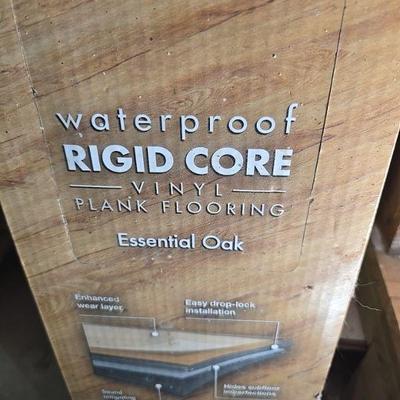 waterproof
RIGID CORE
VINYL
PLANK FLOORING
Essential Oak
Enhanced
wear layer
Easy drop-lock
installation
Sound
Hides subfloor
imperfections